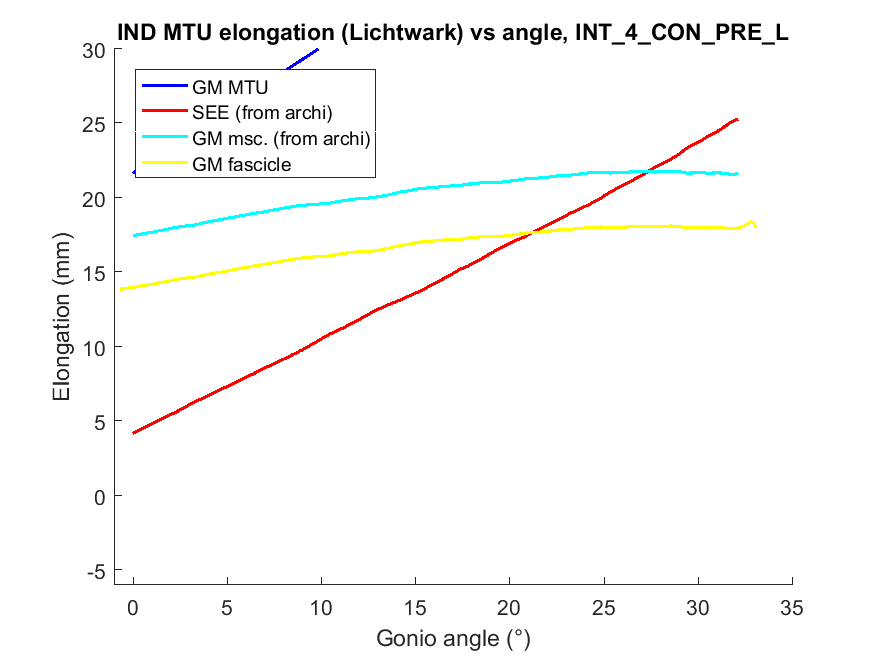 IND MTU elongation (Lichtwark) vs angle, INT_4_CON_PRE_L
30
25
20
15
10
5
0
-5
Elongation (mm)
GM MTU
SEE (from archi)
GM msc. (from archi)
GM fascicle
0 5 10 15 20 25 30 35
Gonio angle (°)